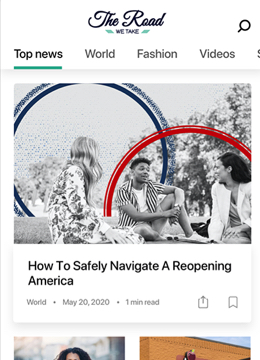 The Road
WE TAKE
Top news World Fashion Videos S
How To Safely Navigate A Reopening
America
World • May 20, 2020 • 1 min read